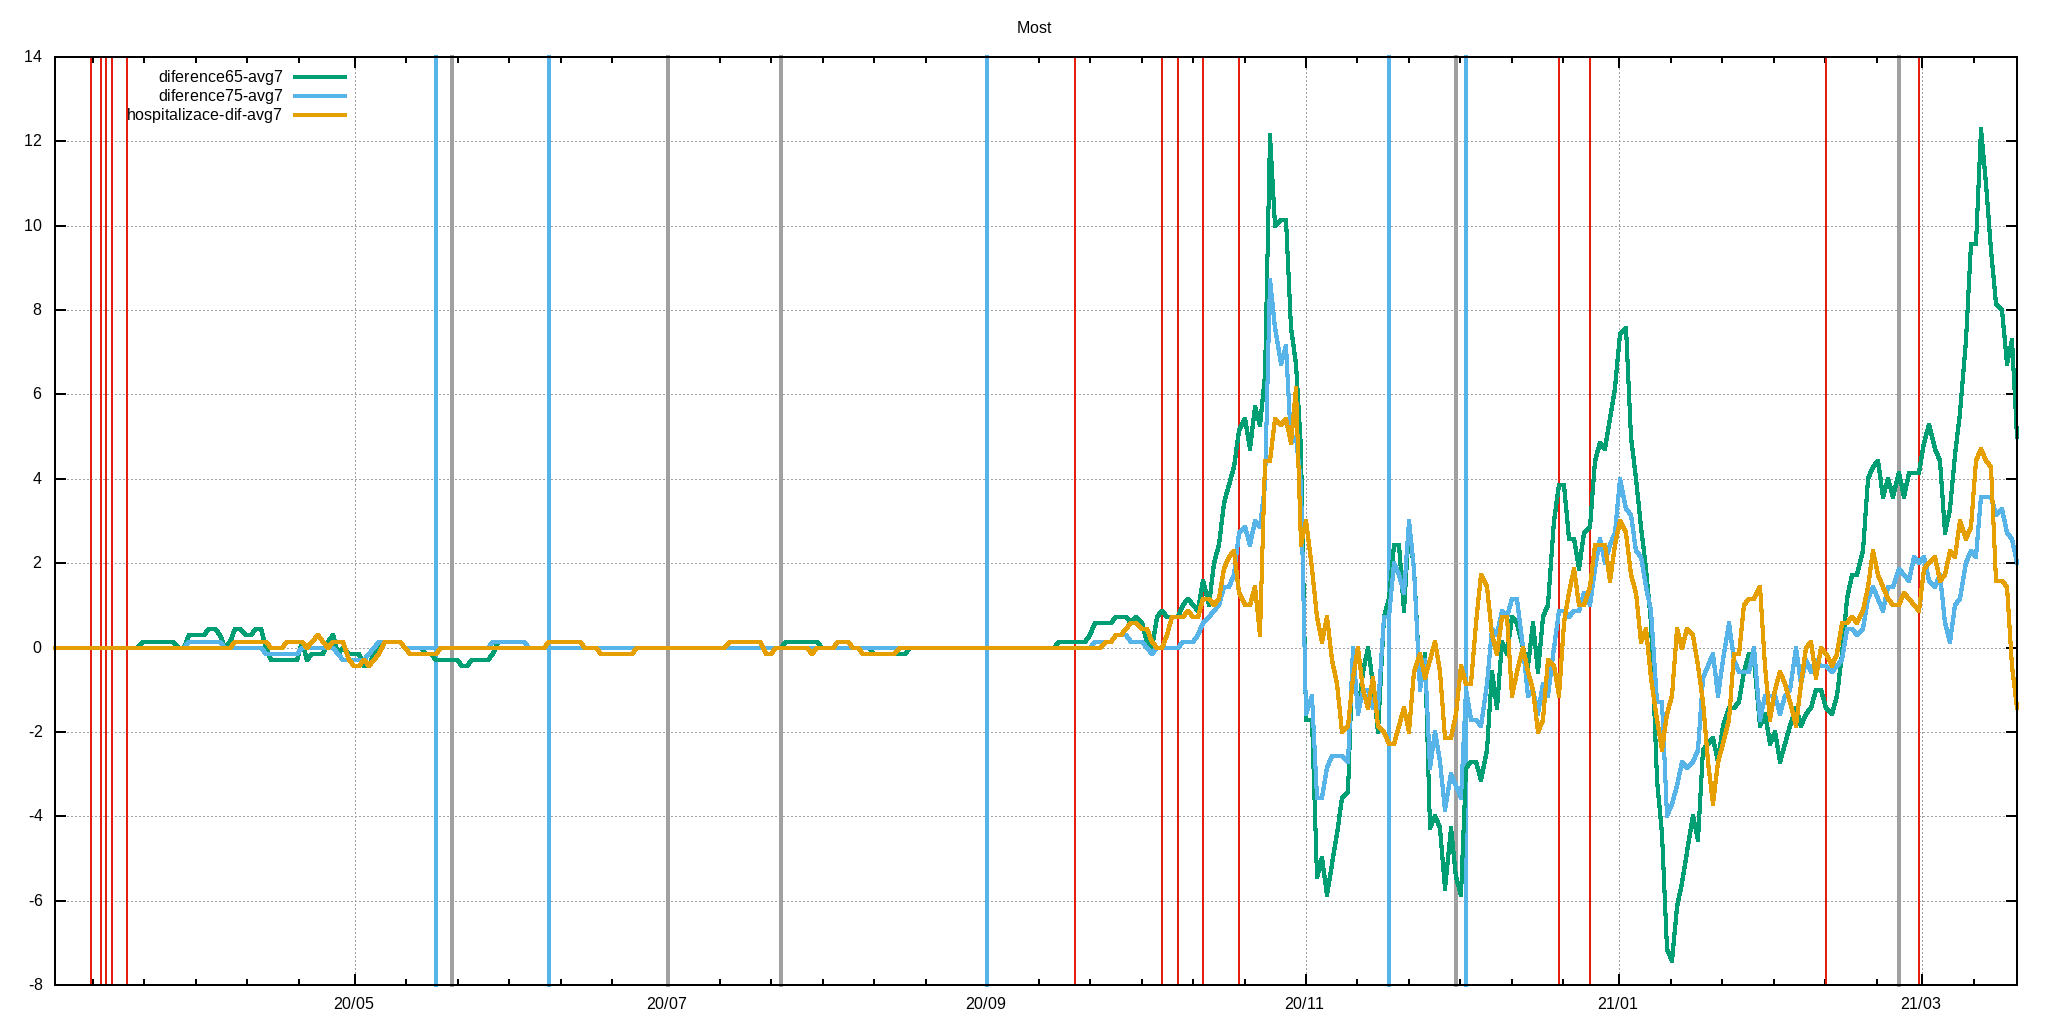 Most
14
diference65-avg7
diference75-avg7
hospitalizace-dif-avg7
12
10
8
6
4
2
0
-2
-4
-6
-8
20/05 20/07 20/09 20/11 21/01 21/03